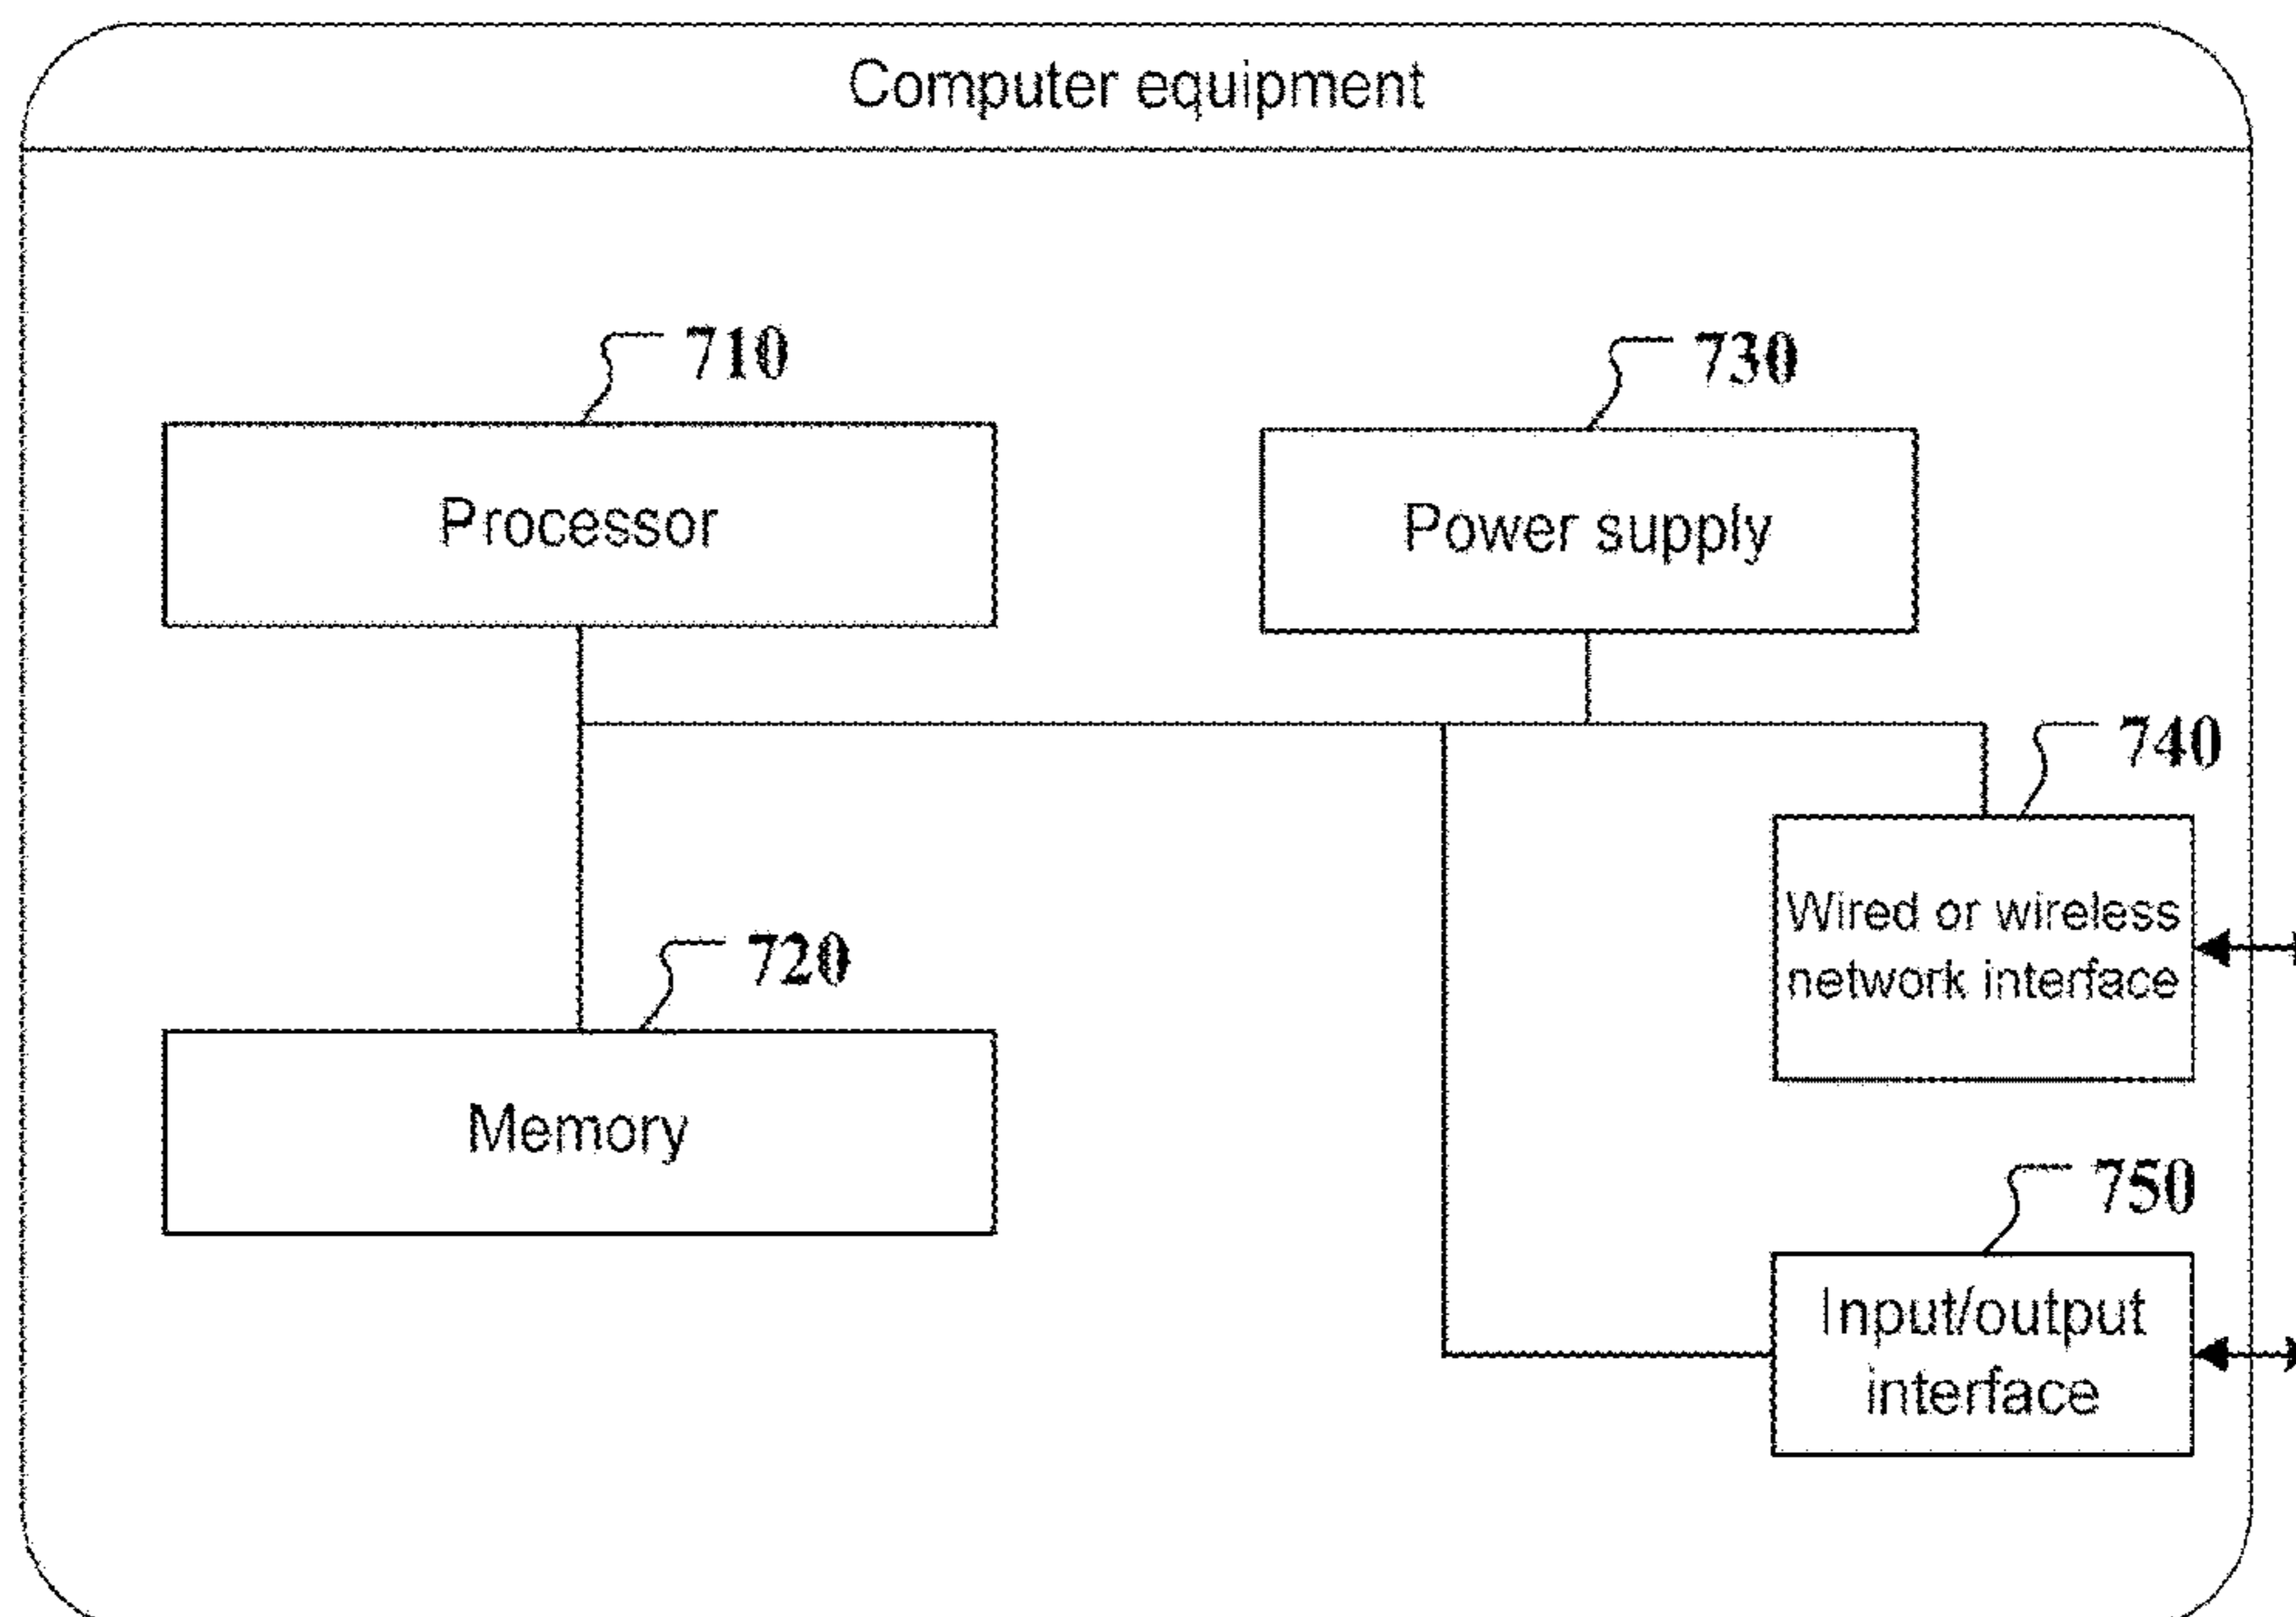 Computer equipment
710
730
Processor
Power supply
740
Wired or wireless
network interface
720
Memory
750
Input/output
interface